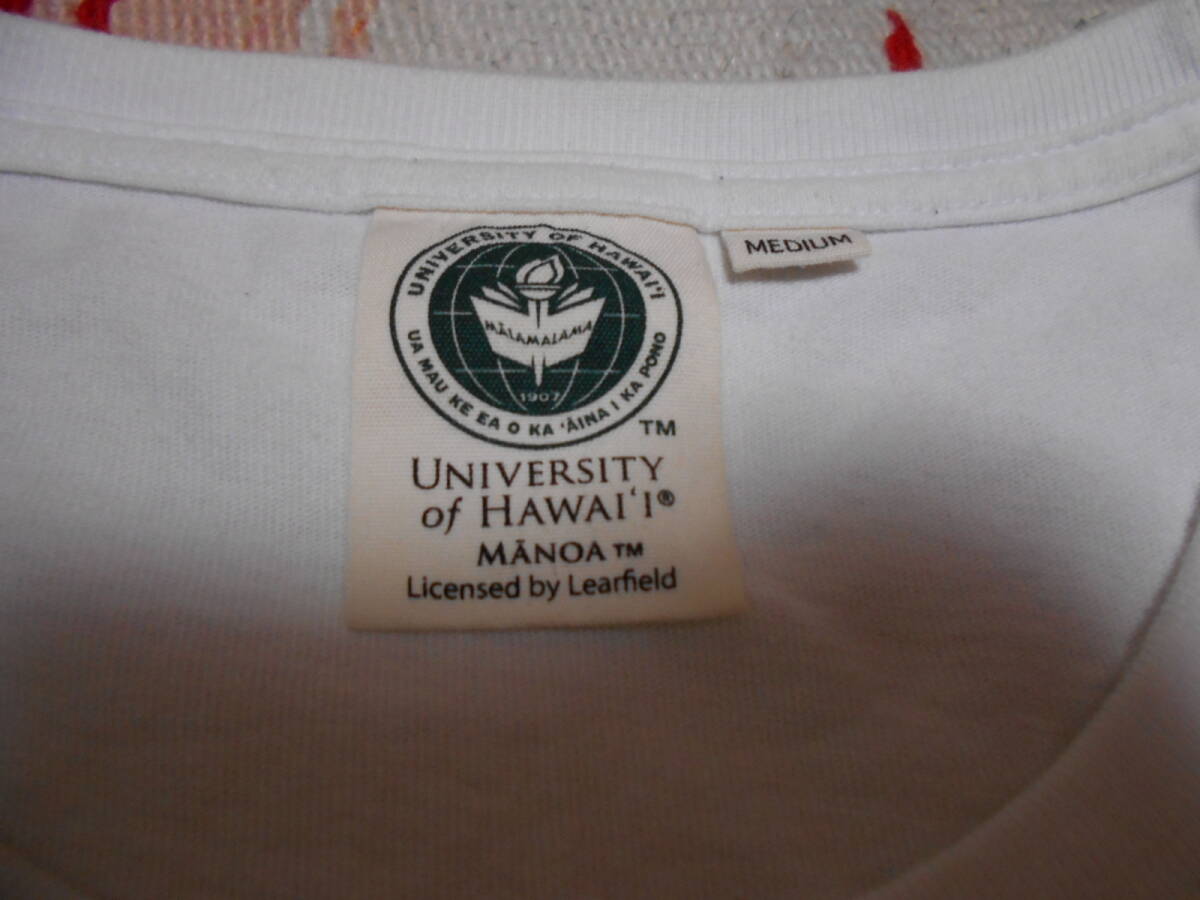 UNIVERSITY OF HAWAI'I
MĀLAMALAMA
1907
UA MAU KE EA O KA 'ĀINA I KA PONO
TM
UNIVERSITY
of HAWAIʻI®
MĀNOA TM
Licensed by Learfield
MEDIUM